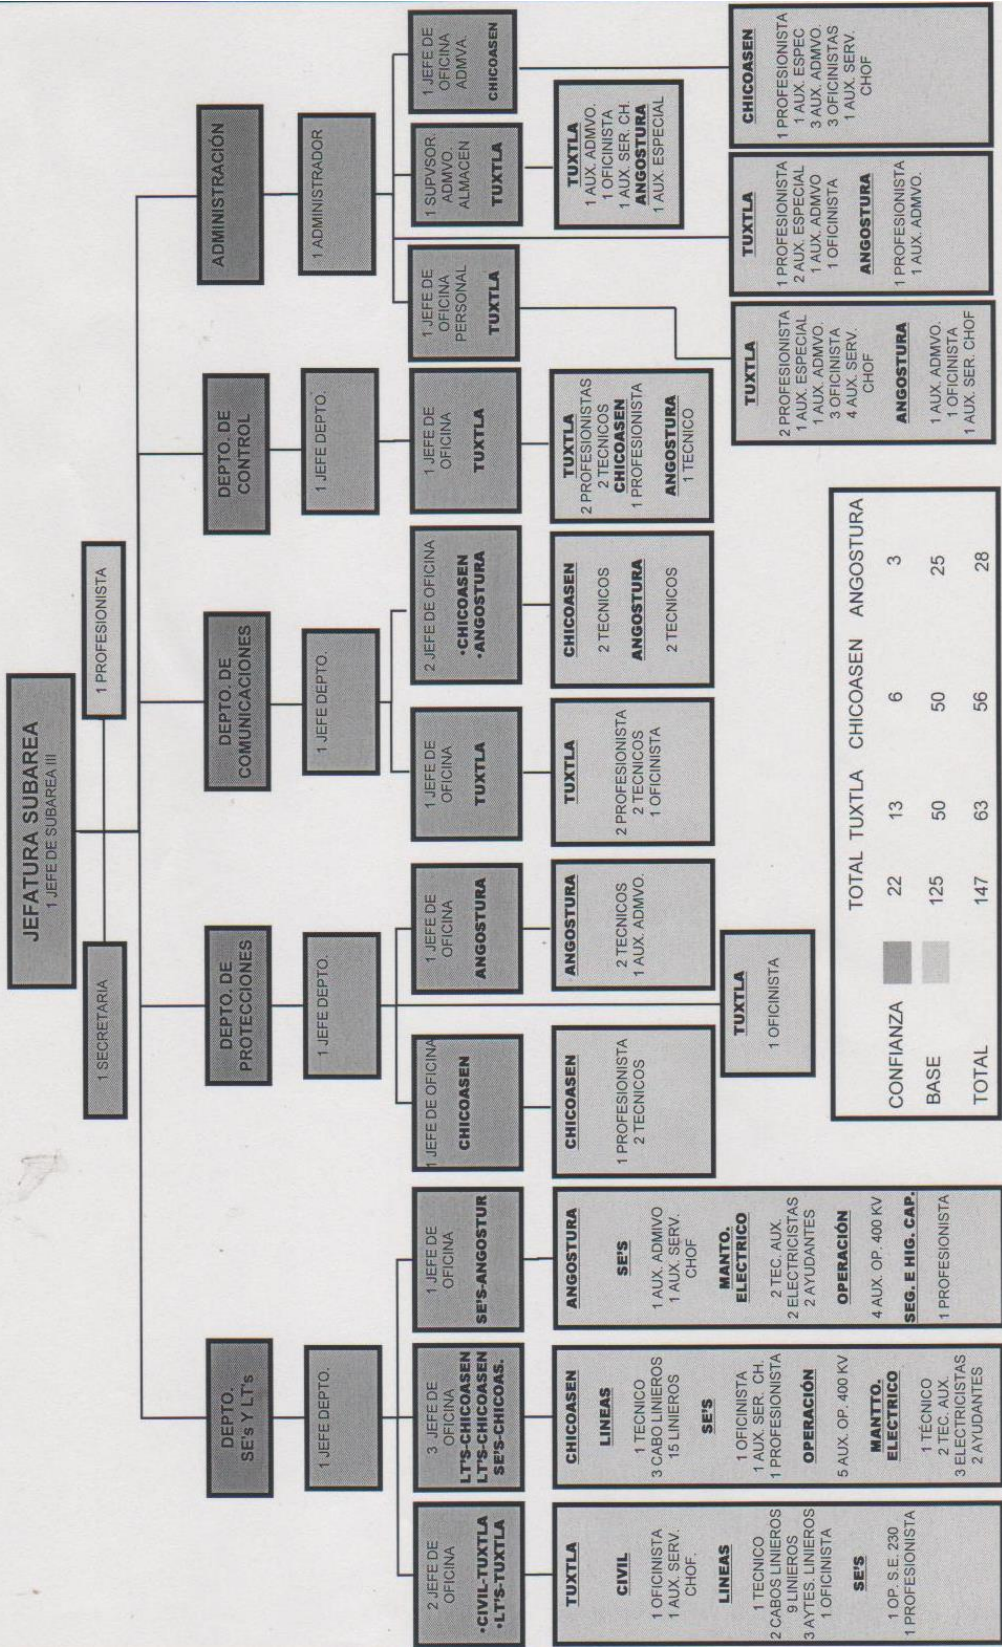 JEFATURA SUBAREA
1 JEFE DE SUBAREA III
1 SECRETARIA
1 PROFESIONISTA
DEPTO.
SE's Y LT's
1 JEFE DEPTO.
2 JEFE DE
OFICINA
•CIVIL-TUXTLA
•LT'S-TUXTLA
TUXTLA
CIVIL
1 OFICINISTA
1 AUX. SERV.
CHOF.
LINEAS
1 TECNICO
2 CABOS LINIEROS
9 LINIEROS
3 AYTES. LINIEROS
1 OFICINISTA
SE'S
1 OP. S.E. 230
1 PROFESIONISTA
3 JEFE DE
OFICINA
LT'S-CHICOASEN
LT'S-CHICOASEN
SE'S-CHICOAS.
CHICOASEN
LINEAS
1 TECNICO
3 CABO LINIEROS
15 LINIEROS
SE'S
1 OFICINISTA
1 AUX. SER. CH.
1 PROFESIONISTA
OPERACIÓN
5 AUX. OP. 400 KV
MANTTO.
ELECTRICO
1 TÉCNICO
2 TEC. AUX.
3 ELECTRICISTAS
2 AYUDANTES
1 JEFE DE
OFICINA
SE'S-ANGOSTUR
ANGOSTURA
SE'S
1 AUX. ADMIVO
1 AUX. SERV.
CHOF
MANTO.
ELECTRICO
2 TEC. AUX.
2 ELECTRICISTAS
2 AYUDANTES
OPERACIÓN
4 AUX. OP. 400 KV
SEG. E HIG. CAP.
1 PROFESIONISTA
DEPTO. DE
PROTECCIONES
1 JEFE DEPTO.
1 JEFE DE OFICINA
CHICOASEN
CHICOASEN
1 PROFESIONISTA
2 TECNICOS
TUXTLA
1 OFICINISTA
1 JEFE DE
OFICINA
ANGOSTURA
ANGOSTURA
2 TECNICOS
1 AUX. ADMVO.
DEPTO. DE
COMUNICACIONES
1 JEFE DEPTO.
1 JEFE DE
OFICINA
TUXTLA
TUXTLA
2 PROFESIONISTA
2 TECNICOS
1 OFICINISTA
2 JEFE DE OFICINA
•CHICOASEN
•ANGOSTURA
CHICOASEN
2 TECNICOS
ANGOSTURA
2 TECNICOS
DEPTO. DE
CONTROL
1 JEFE DEPTO.
1 JEFE DE
OFICINA
TUXTLA
TUXTLA
2 PROFESIONISTAS
2 TECNICOS
CHICOASEN
1 PROFESIONISTA
ANGOSTURA
1 TECNICO
ADMINISTRACIÓN
1 ADMINISTRADOR
1 JEFE DE
OFICINA
PERSONAL
TUXTLA
TUXTLA
2 PROFESIONISTA
1 AUX. ESPECIAL
1 AUX. ADMVO.
3 OFICINISTA
4 AUX. SERV.
CHOF
ANGOSTURA
1 AUX. ADMVO.
1 OFICINISTA
1 AUX. SER. CHOF
TUXTLA
1 PROFESIONISTA
2 AUX. ESPECIAL
1 AUX. ADMVO
1 OFICINISTA
ANGOSTURA
1 PROFESIONISTA
1 AUX. ADMVO.
1 SUPVSOR.
ADMVO.
ALMACEN
TUXTLA
TUXTLA
1 AUX. ADMVO.
1 OFICINISTA
1 AUX. SER. CH.
ANGOSTURA
1 AUX. ESPECIAL
1 JEFE DE
OFICINA
ADMVA.
CHICOASEN
CHICOASEN
1 PROFESIONISTA
1 AUX. ESPEC
3 AUX. ADMVO.
3 OFICINISTAS
1 AUX. SERV.
CHOF
TOTAL TUXTLA CHICOASEN ANGOSTURA
CONFIANZA 22 13 6 3
BASE 125 50 50 25
TOTAL 147 63 56 28